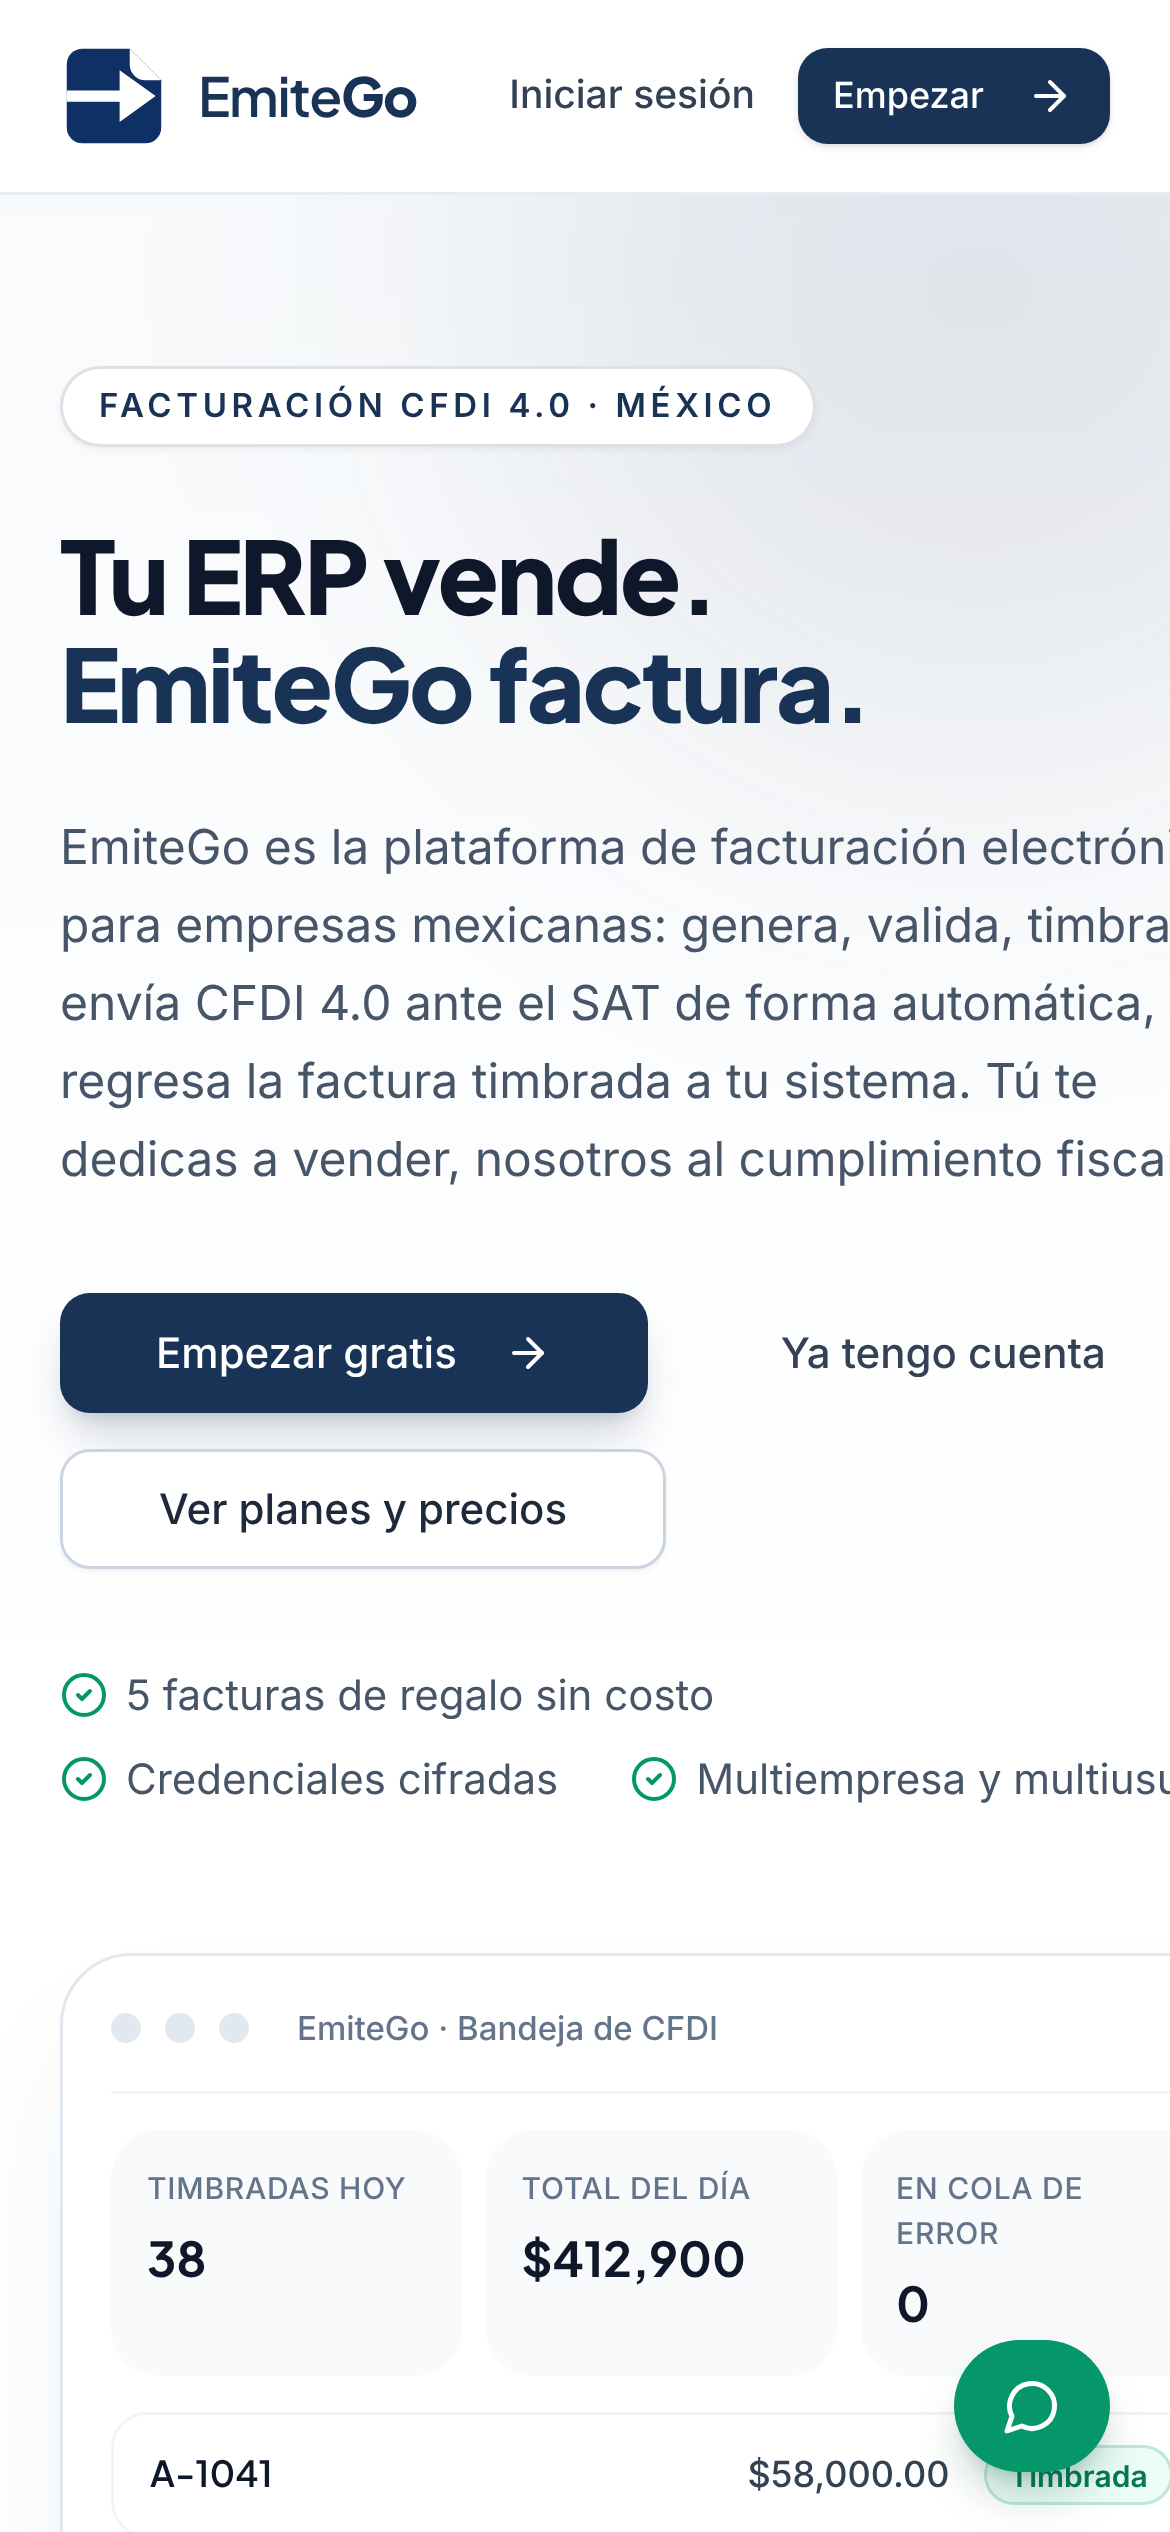 EmiteGo
Iniciar sesión
Empezar
FACTURACIÓN CFDI 4.0 · MÉXICO
Tu ERP vende.
EmiteGo factura.
EmiteGo es la plataforma de facturación
para empresas mexicanas: genera, valida, timbra
envía CFDI 4.0 ante el SAT de forma automática,
regresa la factura timbrada a tu sistema. Tú te
dedicas a vender, nosotros al cumplimiento
Empezar gratis
Ya tengo cuenta
Ver planes y precios
5 facturas de regalo sin costo
Credenciales cifradas
Multiempresa y
EmiteGo · Bandeja de CFDI
TIMBRADAS HOY
38
TOTAL DEL DÍA
$412,900
EN COLA DE
ERROR
0
A-1041
$58,000.00
Timbrada